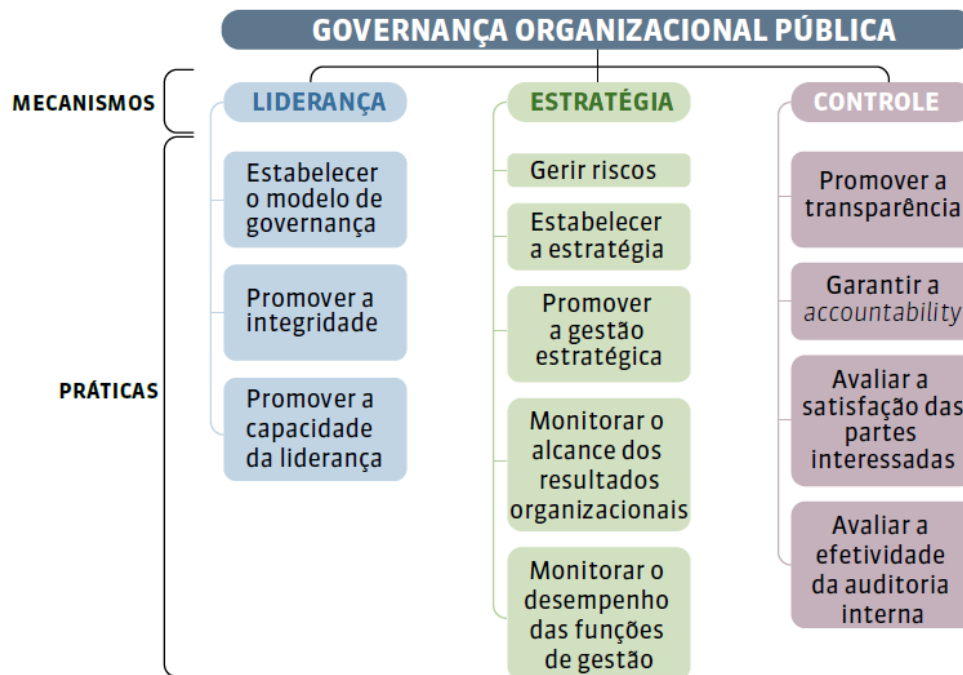 GOVERNANÇA ORGANIZACIONAL PÚBLICA
MECANISMOS
LIDERANÇA
ESTRATÉGIA
CONTROLE
PRÁTICAS
Estabelecer
o modelo de
governança
Promover a
integridade
Promover a
capacidade
da liderança
Gerir riscos
Estabelecer
a estratégia
Promover
a gestão
estratégica
Monitorar o
alcance dos
resultados
organizacionais
Monitorar o
desempenho
das funções
de gestão
Promover a
transparência
Garantir a
accountability
Avaliar a
satisfação das
partes
interessadas
Avaliar a
efetividade
da auditoria
interna